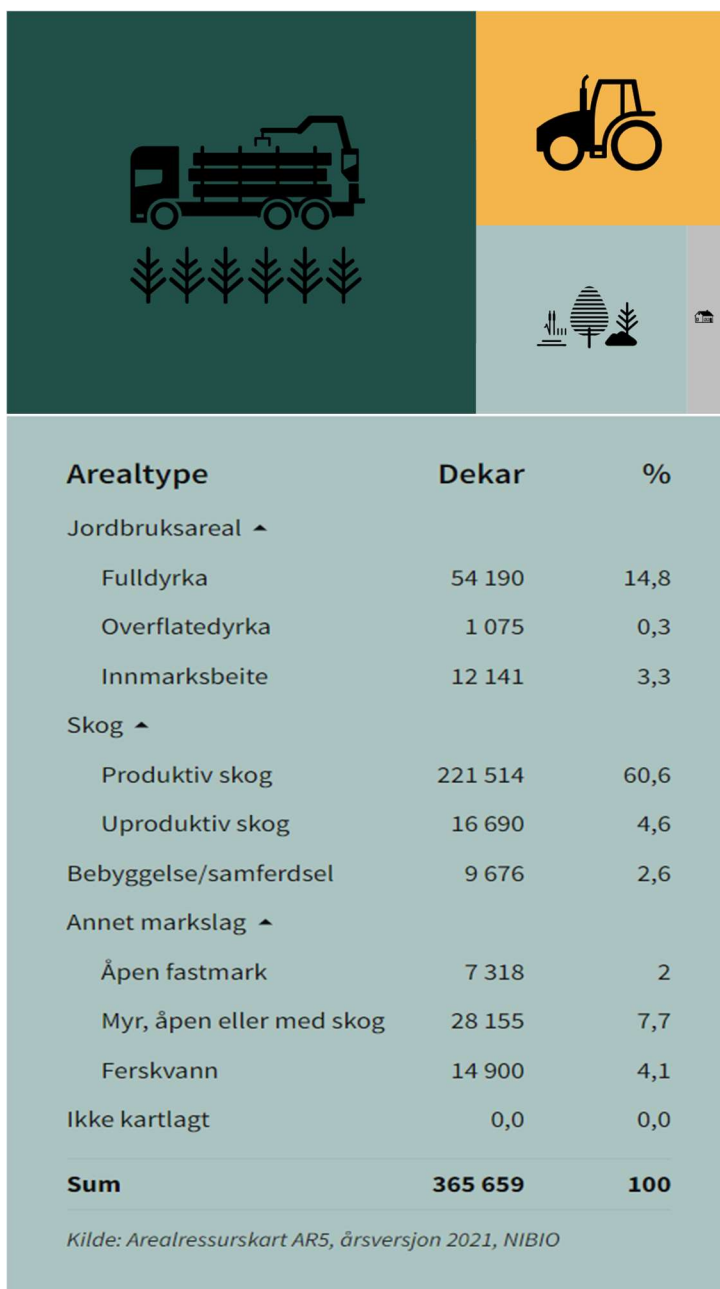 Arealtype Dekar %
Jordbruksareal
Fulldyrka 54 190 14,8
Overflatedyrka 1 075 0,3
Innmarksbeite 12 141 3,3
Skog
Produktiv skog 221 514 60,6
Uproduktiv skog 16 690 4,6
Bebyggelse/samferdsel 9 676 2,6
Annet markslag
Åpen fastmark 7 318 2
Myr, åpen eller med skog 28 155 7,7
Ferskvann 14 900 4,1
Ikke kartlagt 0,0 0,0
Sum 365 659 100
Kilde: Arealressurskart AR5, årsversjon 2021, NIBIO